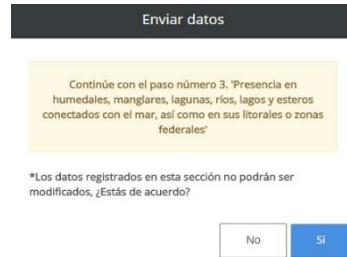 Enviar datos
Continúe con el paso número 3. 'Presencia en
humedales, manglares, lagunas, ríos, lagos y esteros
conectados con el mar, así como en sus litorales o zonas
federales'
*Los datos registrados en esta sección no podrán ser
modificados, ¿Estás de acuerdo?
No
Si